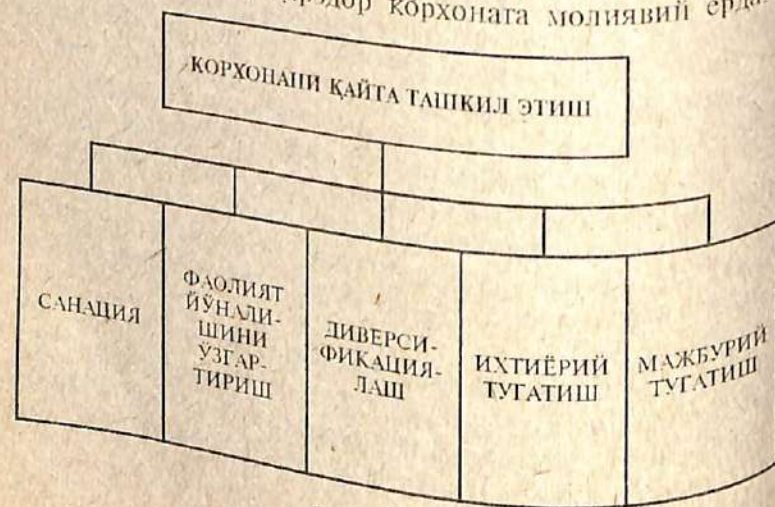 корхонага молиявий
КОРХОНАНИ ҚАЙТА ТАШКИЛ ЭТИШ
САНАЦИЯ
ФАОЛИЯТ
ЙЎНАЛИ-
ШИНИ
ЎЗГАР-
ТИРИШ
ДИВЕРСИ-
ФИКАЦИЯ-
ЛАШ
ИХТИЁРИЙ
ТУГАТИШ
МАЖБУРИЙ
ТУГАТИШ